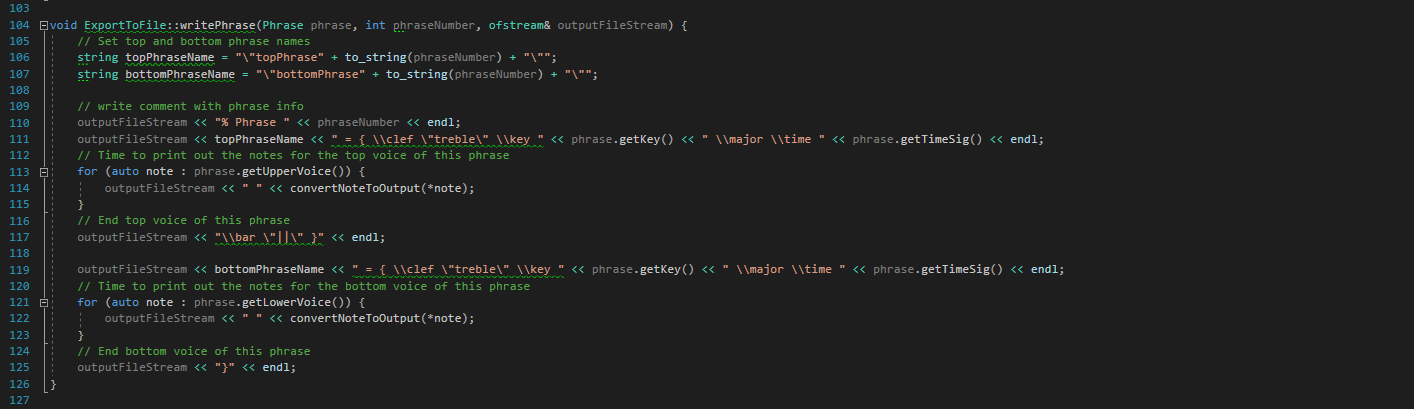 103
104 void ExportToFile::writePhrase(Phrase phrase, int phraseNumber, ofstream& outputFileStream) {
105 // Set top and bottom phrase names
106 string topPhraseName = "\"topPhrase" + to_string(phraseNumber) + "\"";
107 string bottomPhraseName = "\"bottomPhrase" + to_string(phraseNumber) + "\"";
108
109 // write comment with phrase info
110 outputFileStream << "% Phrase " << phraseNumber << endl;
111 outputFileStream << topPhraseName << " = { \\clef \"treble\" \\key " << phrase.getKey() << " \\major \\time " << phrase.getTimeSig() << endl;
112 // Time to print out the notes for the top voice of this phrase
113 for (auto note : phrase.getUpperVoice()) {
114 outputFileStream << " " << convertNoteToOutput(*note);
115 }
116 // End top voice of this phrase
117 outputFileStream << "\\bar \"||\" }" << endl;
118
119 outputFileStream << bottomPhraseName << " = { \\clef \"treble\" \\key " << phrase.getKey() << " \\major \\time " << phrase.getTimeSig() << endl;
120 // Time to print out the notes for the bottom voice of this phrase
121 for (auto note : phrase.getLowerVoice()) {
122 outputFileStream << " " << convertNoteToOutput(*note);
123 }
124 // End bottom voice of this phrase
125 outputFileStream << "}" << endl;
126 }
127